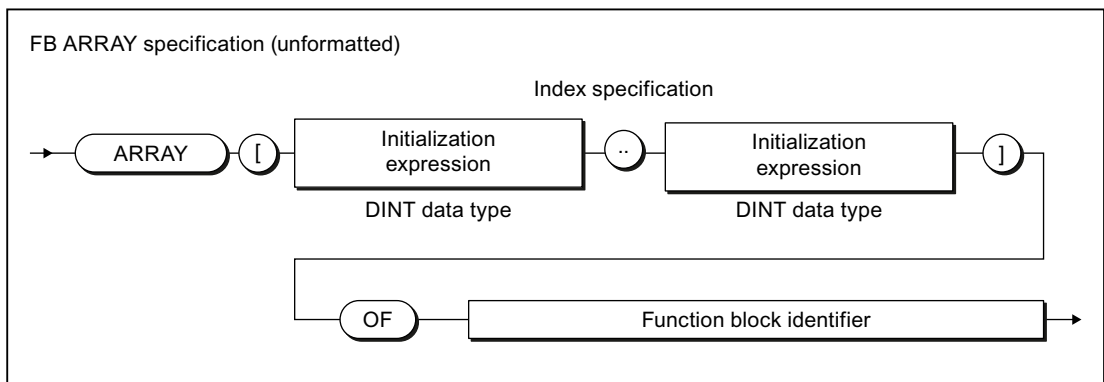 FB ARRAY specification (unformatted)
Index specification
ARRAY
[
Initialization
expression
..
Initialization
expression
]
DINT data type
DINT data type
OF
Function block identifier